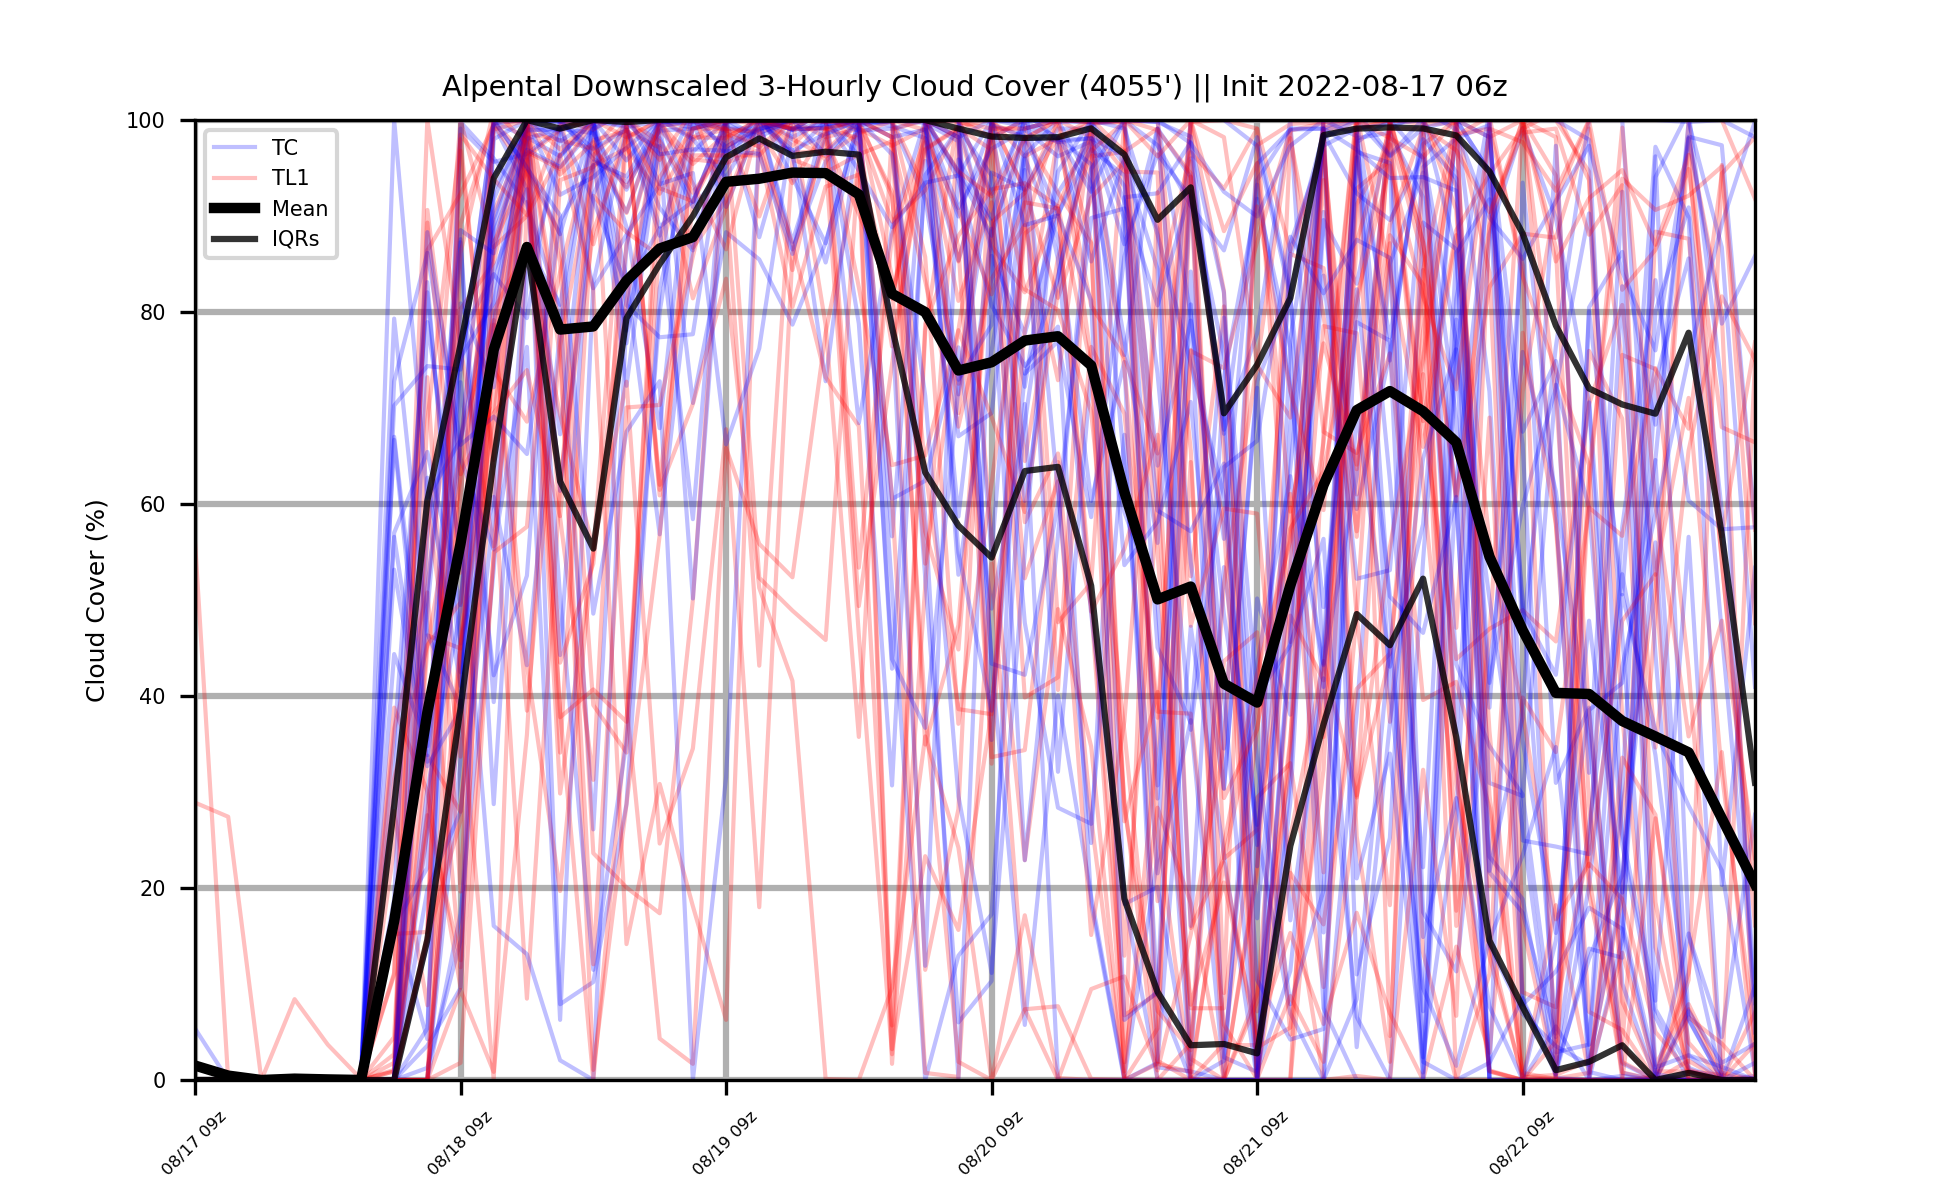 Alpental Downscaled 3-Hourly Cloud Cover (4055') || Init 2022-08-17 06z
TC
TL1
Mean
IQRs
Cloud Cover (%)
100
80
60
40
20
0
08/17 09z
08/18 09z
08/19 09z
08/20 09z
08/21 09z
08/22 09z